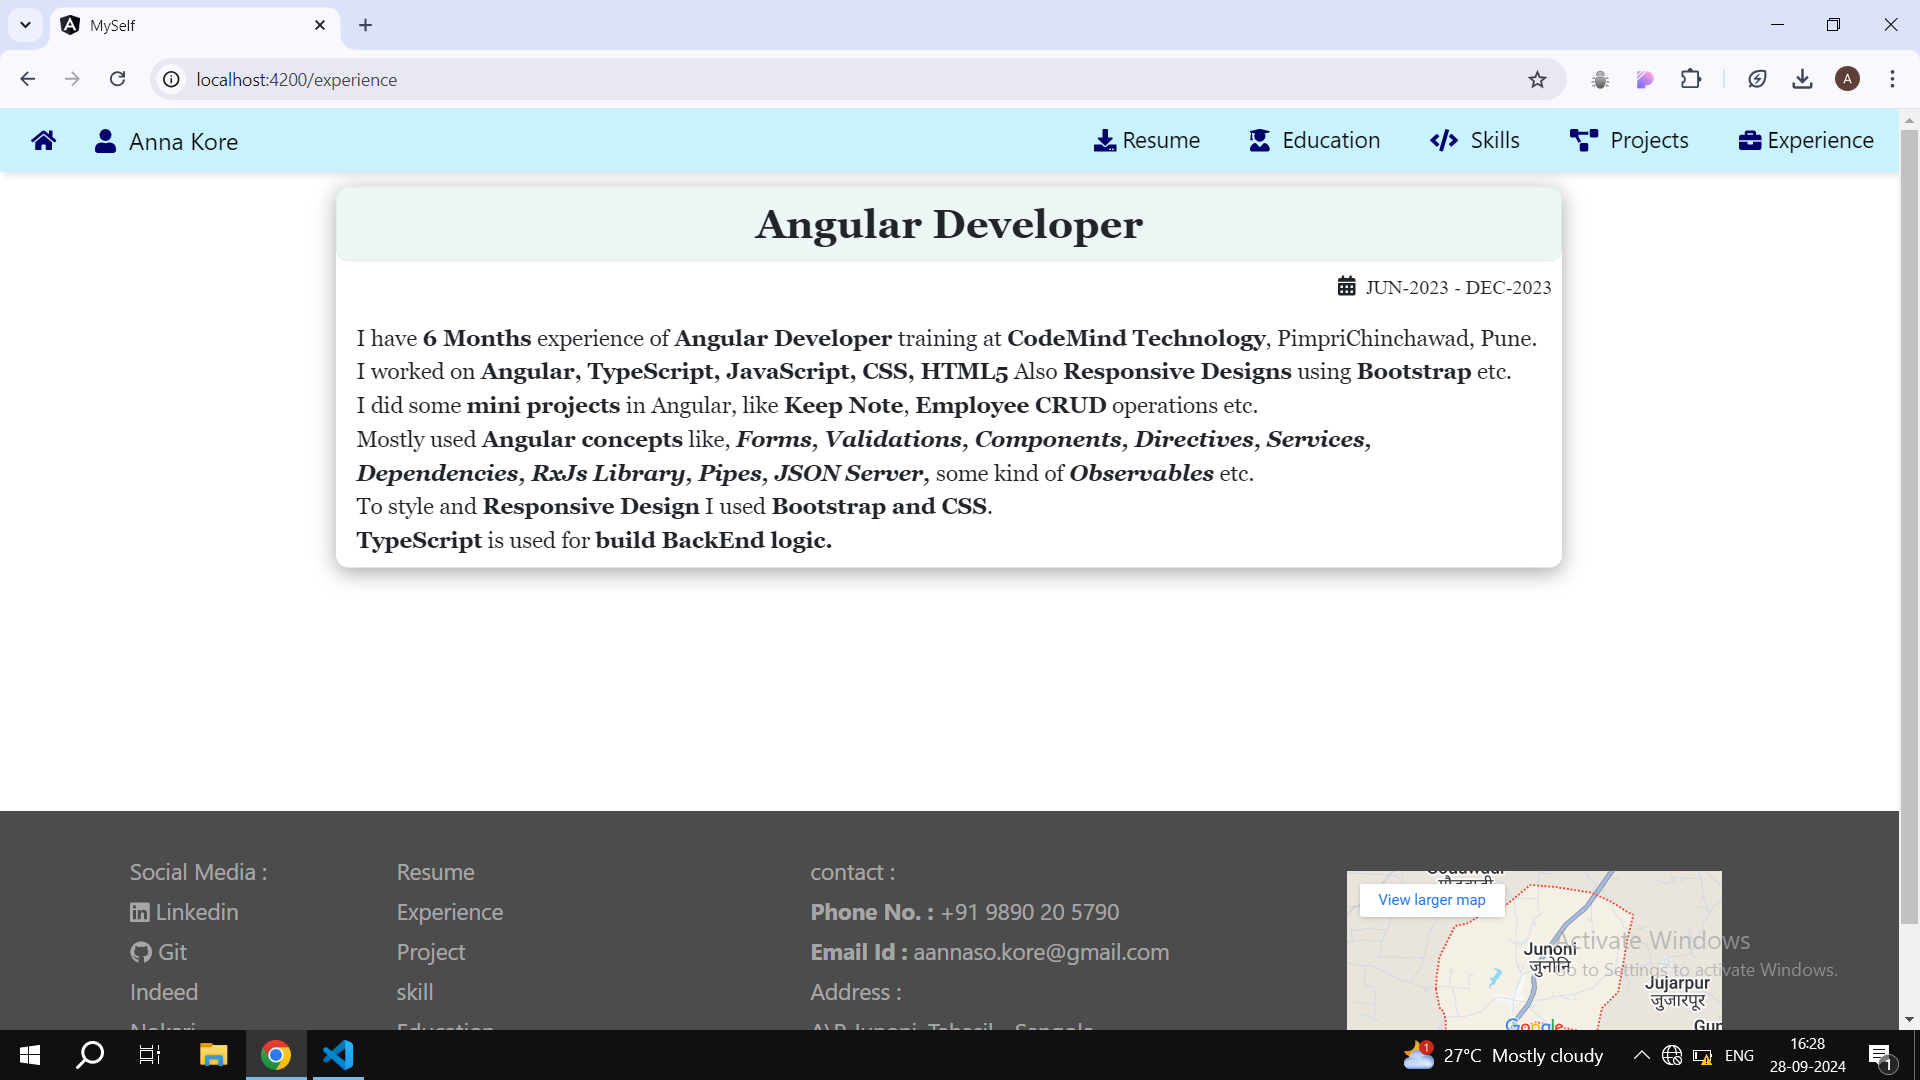 MySelf
localhost:4200/experience
A
Anna Kore
Resume
Education
Skills
Projects
Experience
Angular Developer
JUN-2023 - DEC-2023
I have 6 Months experience of Angular Developer training at CodeMind Technology, PimpriChinchawad, Pune.
I worked on Angular, TypeScript, JavaScript, CSS, HTML5 Also Responsive Designs using Bootstrap etc.
I did some mini projects in Angular, like Keep Note, Employee CRUD operations etc.
Mostly used Angular concepts like, Forms, Validations, Components, Directives, Services,
Dependencies, RxJs Library, Pipes, JSON Server, some kind of Observables etc.
To style and Responsive Design I used Bootstrap and CSS.
TypeScript is used for build BackEnd logic.
Social Media :
Linkedin
Git
Indeed
Resume
Experience
Project
skill
Education
contact :
Phone No. : +91 9890 20 5790
Email Id : aannaso.kore@gmail.com
Address :
A\P Junoni, Tahasil - Sangola
View larger map
Junoni
जुनोनि
Jujarpur
जुजारपूर
Google
Activate Windows
Go to Settings to activate Windows.
1
27°C Mostly cloudy
ENG
16:28
28-09-2024
1